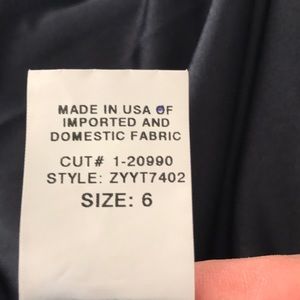 MADE IN USA OF
IMPORTED AND
DOMESTIC FABRIC
CUT# 1-20990
STYLE: ZYYT7402
SIZE: 6